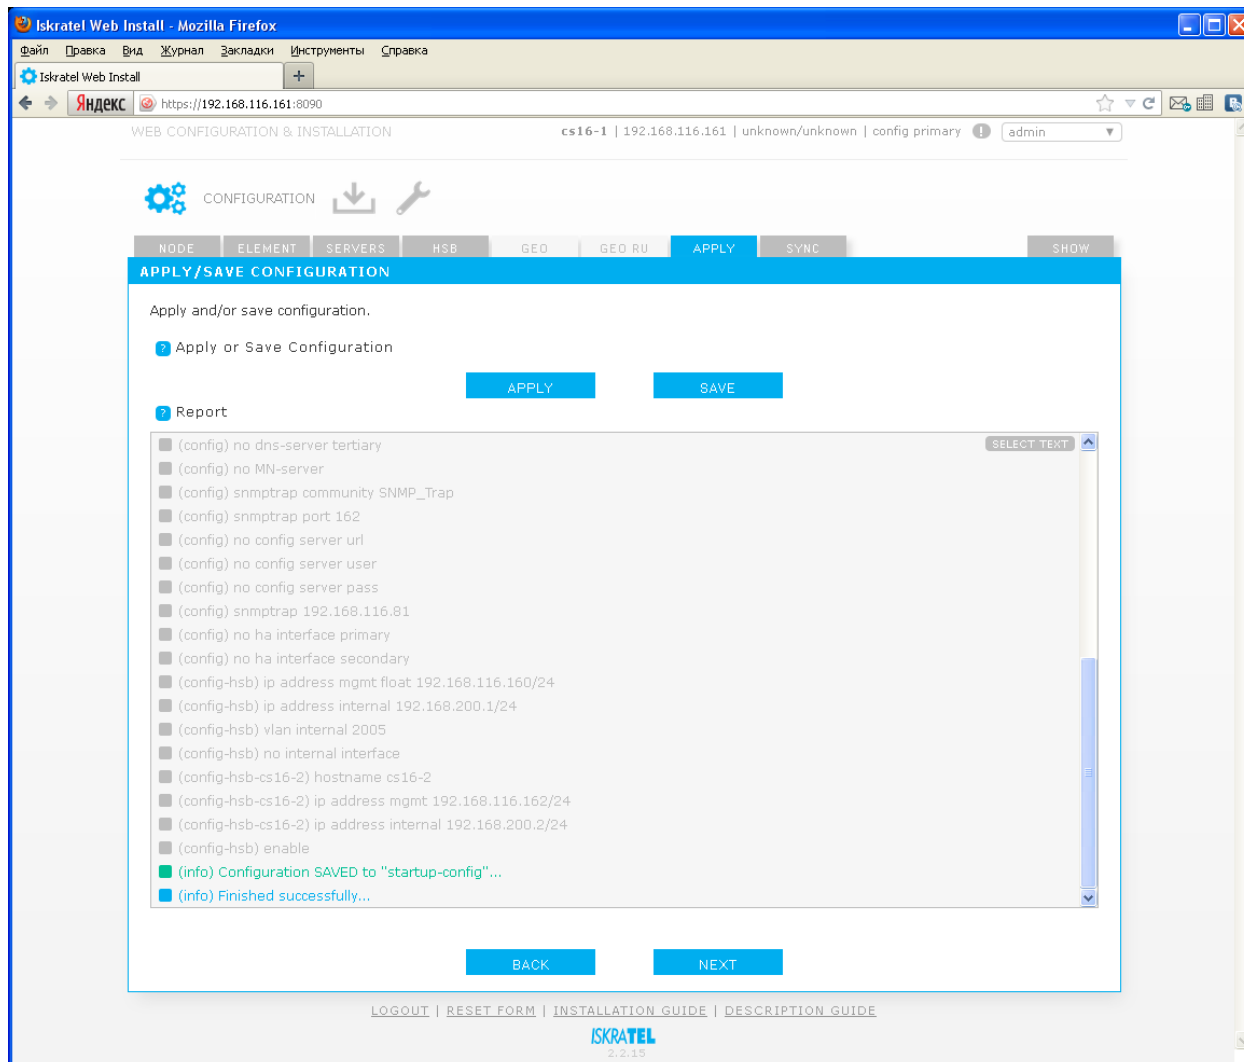 Iskratel Web Install - Mozilla Firefox
Файл Правка Вид Журнал Закладки Инструменты Справка
Iskratel Web Install
Яндекс https://192.168.116.161:8090
WEB CONFIGURATION & INSTALLATION cs16-1 | 192.168.116.161 | unknown/unknown | config primary admin
CONFIGURATION
NODE ELEMENT SERVERS HSB GEO GEO RU APPLY SYNC SHOW
APPLY/SAVE CONFIGURATION
Apply and/or save configuration.
? Apply or Save Configuration
APPLY SAVE
? Report
(config) no dns-server tertiary SELECT TEXT
(config) no MN-server
(config) snmptrap community SNMP_Trap
(config) snmptrap port 162
(config) no config server url
(config) no config server user
(config) no config server pass
(config) snmptrap 192.168.116.81
(config) no ha interface primary
(config) no ha interface secondary
(config-hsb) ip address mgmt float 192.168.116.160/24
(config-hsb) ip address internal 192.168.200.1/24
(config-hsb) vlan internal 2005
(config-hsb) no internal interface
(config-hsb-cs16-2) hostname cs16-2
(config-hsb-cs16-2) ip address mgmt 192.168.116.162/24
(config-hsb-cs16-2) ip address internal 192.168.200.2/24
(config-hsb) enable
(info) Configuration SAVED to "startup-config"...
(info) Finished successfully...
BACK NEXT
LOGOUT | RESET FORM | INSTALLATION GUIDE | DESCRIPTION GUIDE
ISKRATEL
2.2.15